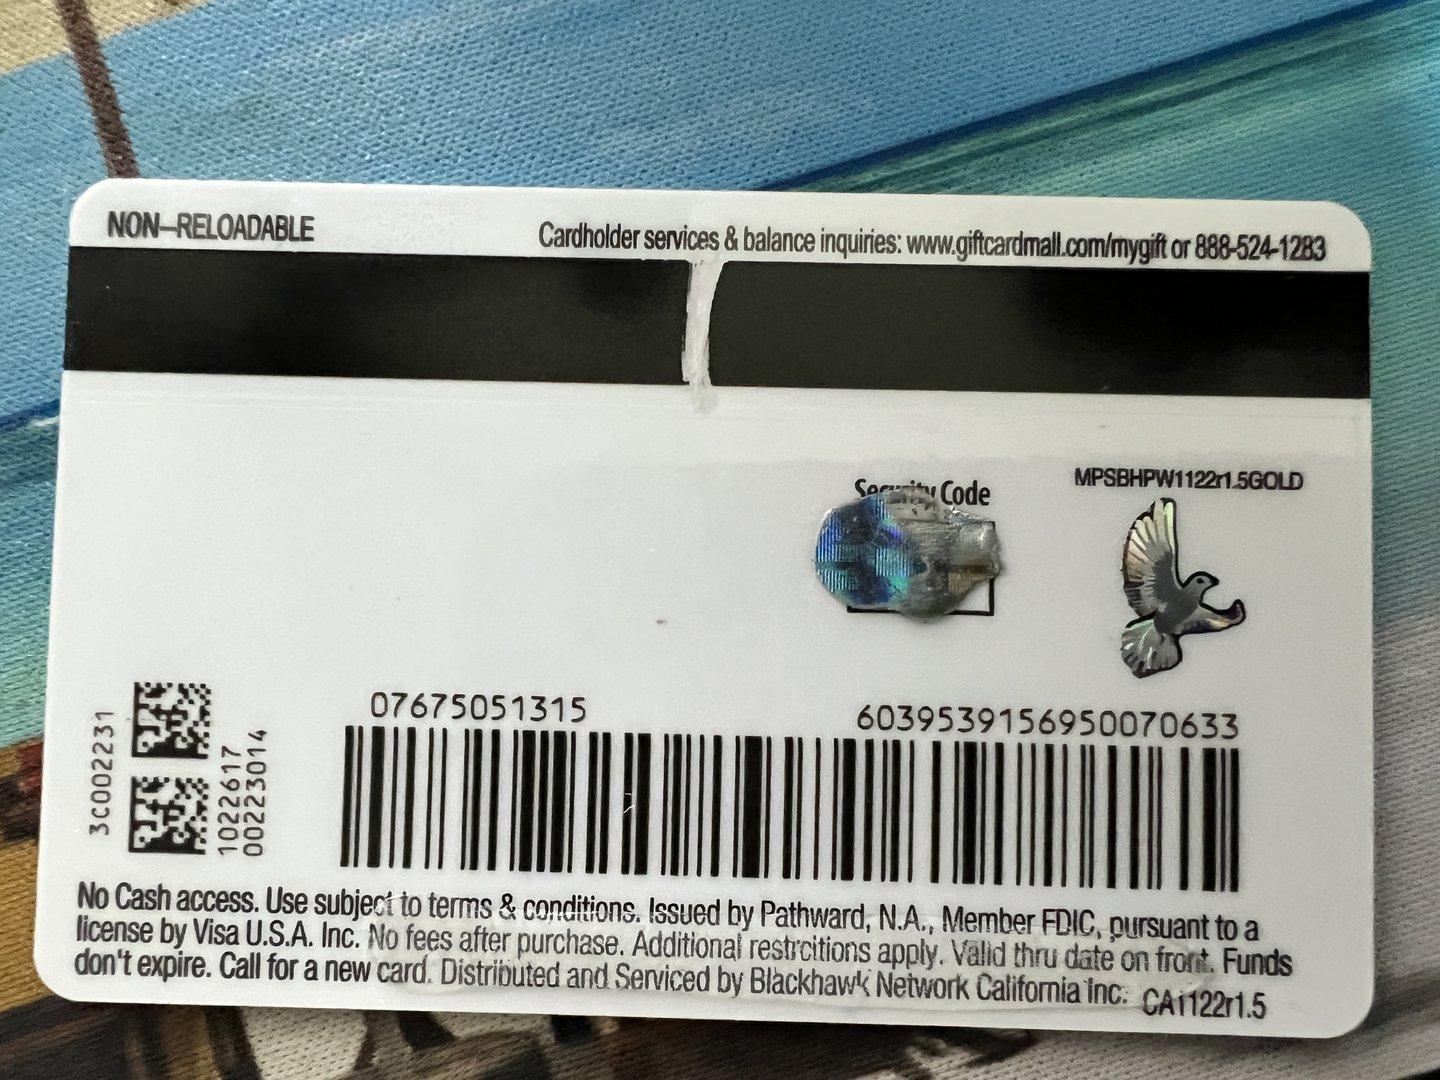 NON-RELOADABLE
Cardholder services & balance inquiries: www.giftcardmall.com/mygift or 888-524-1283
Security Code
MPSBHPW1122r1.5GOLD
07675051315
6039539156950070633
3C002231
1022617
00223014
No Cash access. Use subject to terms & conditions. Issued by Pathward, N.A., Member FDIC, pursuant to a
license by Visa U.S.A. Inc. No fees after purchase. Additional restrcitions apply. Valid thru date on front. Funds
don't expire. Call for a new card. Distributed and Serviced by Blackhawk Network California Inc.
CA1122r1.5